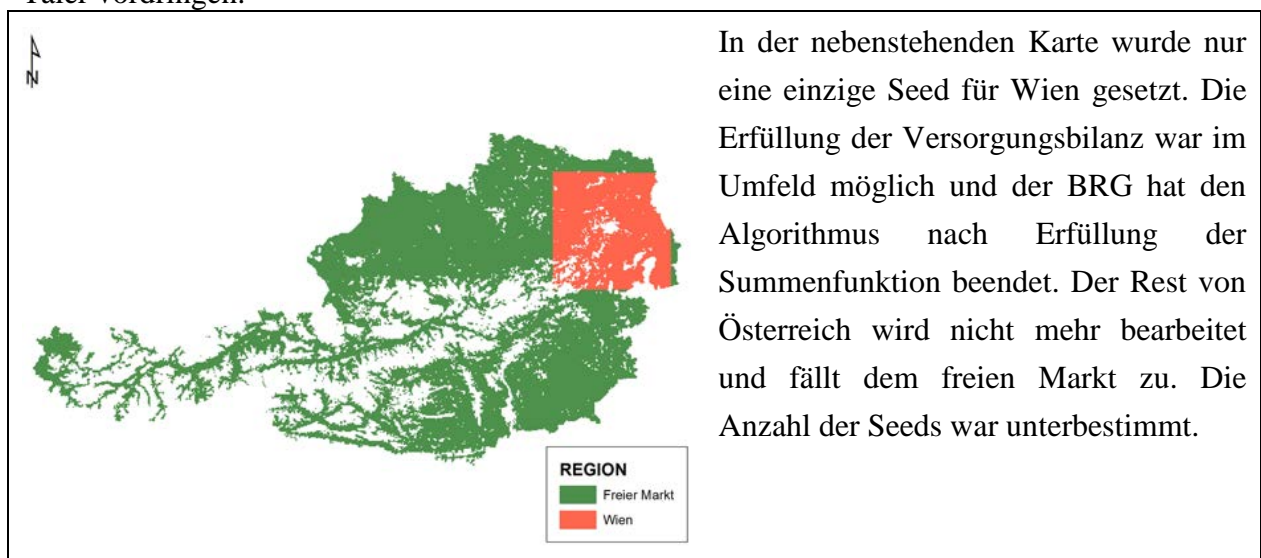 Täler vordringen.
N
In der nebenstehenden Karte wurde nur
eine einzige Seed für Wien gesetzt. Die
Erfüllung der Versorgungsbilanz war im
Umfeld möglich und der BRG hat den
Algorithmus nach Erfüllung der
Summenfunktion beendet. Der Rest von
Österreich wird nicht mehr bearbeitet
und fällt dem freien Markt zu. Die
Anzahl der Seeds war unterbestimmt.
REGION
Freier Markt
Wien